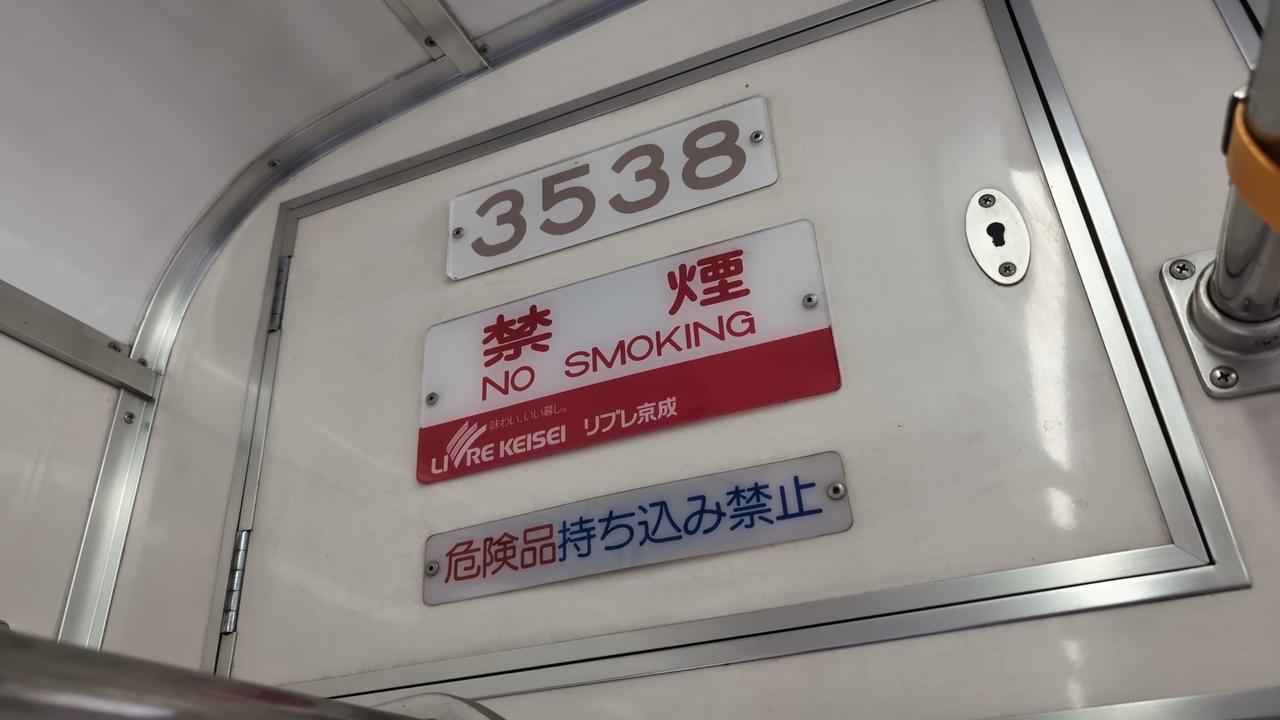 3538
禁 煙
NO SMOKING
味わい、いい暮し。
LIVRE KEISEI リブレ京成
危険品持ち込み禁止